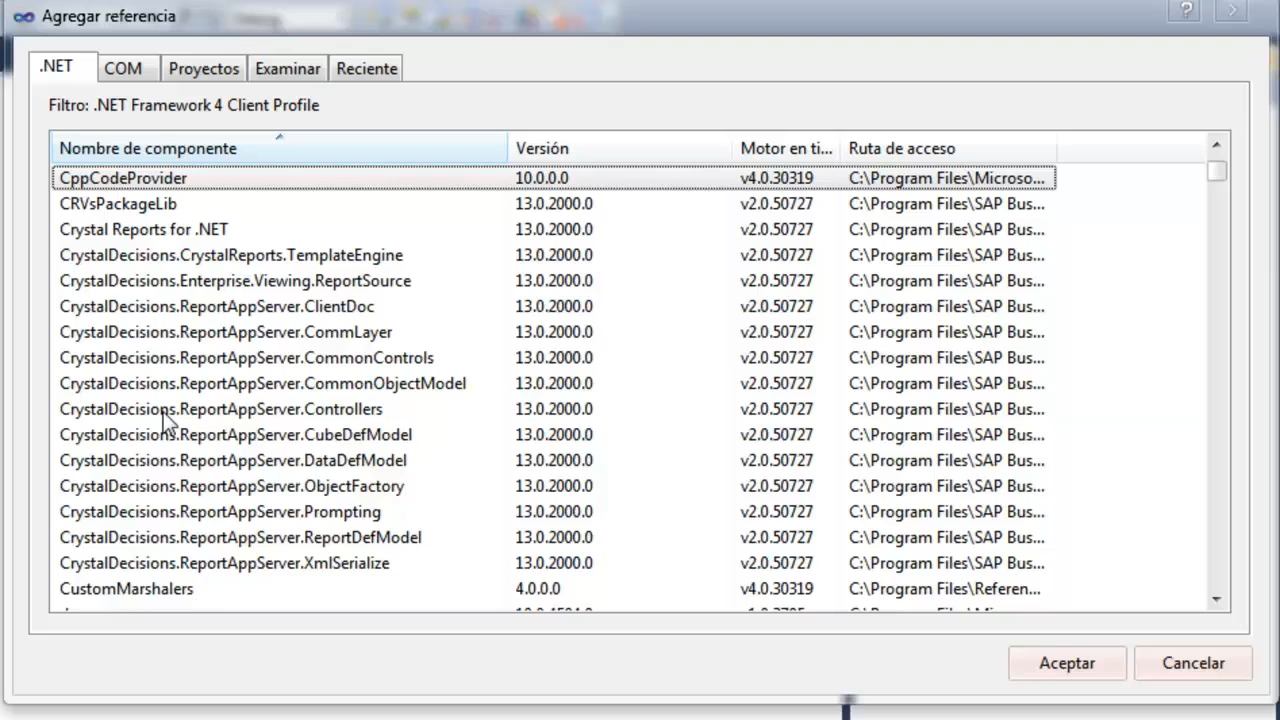 Agregar referencia
.NET COM Proyectos Examinar Reciente
Filtro: .NET Framework 4 Client Profile
Nombre de componente Versión Motor en ti... Ruta de acceso
CppCodeProvider 10.0.0.0 v4.0.30319 C:\Program Files\Microso...
CRVsPackageLib 13.0.2000.0 v2.0.50727 C:\Program Files\SAP Bus...
Crystal Reports for .NET 13.0.2000.0 v2.0.50727 C:\Program Files\SAP Bus...
CrystalDecisions.CrystalReports.TemplateEngine 13.0.2000.0 v2.0.50727 C:\Program Files\SAP Bus...
CrystalDecisions.Enterprise.Viewing.ReportSource 13.0.2000.0 v2.0.50727 C:\Program Files\SAP Bus...
CrystalDecisions.ReportAppServer.ClientDoc 13.0.2000.0 v2.0.50727 C:\Program Files\SAP Bus...
CrystalDecisions.ReportAppServer.CommLayer 13.0.2000.0 v2.0.50727 C:\Program Files\SAP Bus...
CrystalDecisions.ReportAppServer.CommonControls 13.0.2000.0 v2.0.50727 C:\Program Files\SAP Bus...
CrystalDecisions.ReportAppServer.CommonObjectModel 13.0.2000.0 v2.0.50727 C:\Program Files\SAP Bus...
CrystalDecisions.ReportAppServer.Controllers 13.0.2000.0 v2.0.50727 C:\Program Files\SAP Bus...
CrystalDecisions.ReportAppServer.CubeDefModel 13.0.2000.0 v2.0.50727 C:\Program Files\SAP Bus...
CrystalDecisions.ReportAppServer.DataDefModel 13.0.2000.0 v2.0.50727 C:\Program Files\SAP Bus...
CrystalDecisions.ReportAppServer.ObjectFactory 13.0.2000.0 v2.0.50727 C:\Program Files\SAP Bus...
CrystalDecisions.ReportAppServer.Prompting 13.0.2000.0 v2.0.50727 C:\Program Files\SAP Bus...
CrystalDecisions.ReportAppServer.ReportDefModel 13.0.2000.0 v2.0.50727 C:\Program Files\SAP Bus...
CrystalDecisions.ReportAppServer.XmlSerialize 13.0.2000.0 v2.0.50727 C:\Program Files\SAP Bus...
CustomMarshalers 4.0.0.0 v4.0.30319 C:\Program Files\Referen...
Aceptar Cancelar